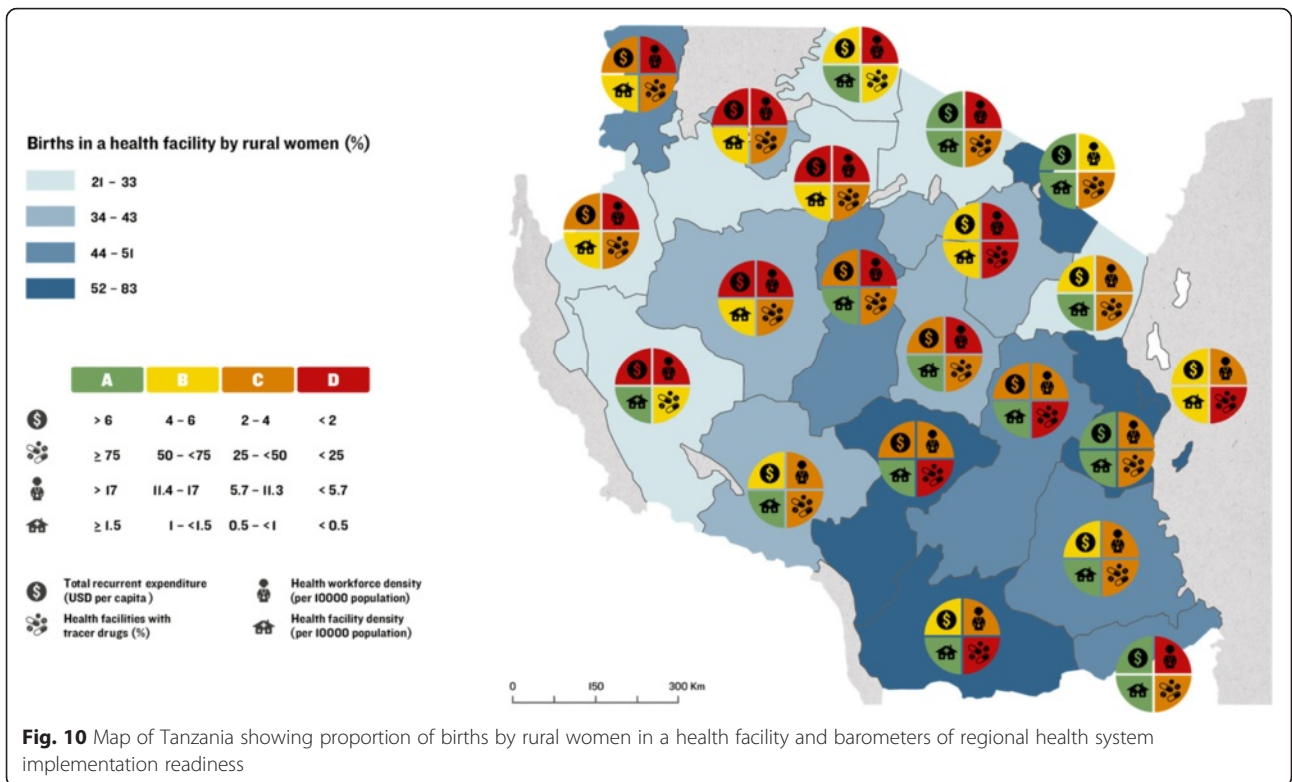 Births in a health facility by rural women (%)
21 – 33
34 – 43
44 – 51
52 – 83
A B C D
> 6 4 – 6 2 – 4 < 2
≥ 75 50 – <75 25 – <50 < 25
> 17 11.4 – 17 5.7 – 11.3 < 5.7
≥ 1.5 1 – <1.5 0.5 – <1 < 0.5
Total recurrent expenditure
(USD per capita )
Health workforce density
(per 10000 population)
Health facilities with
tracer drugs (%)
Health facility density
(per 10000 population)
0 150 300 Km
Fig. 10 Map of Tanzania showing proportion of births by rural women in a health facility and barometers of regional health system
implementation readiness